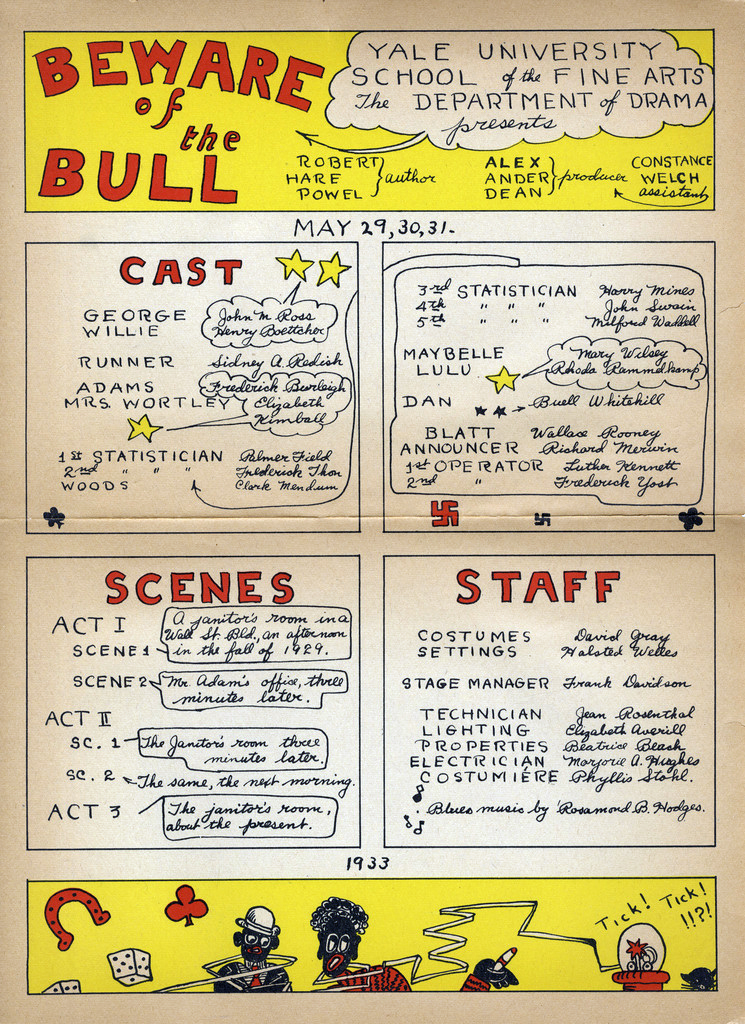 BEWARE
of
the
BULL
YALE UNIVERSITY
SCHOOL of the FINE ARTS
The DEPARTMENT of DRAMA
presents
ROBERT
HARE
POWEL
author
ALEX
ANDER
DEAN
producer
CONSTANCE
WELCH
assistant
MAY 29, 30, 31.
CAST
GEORGE John M. Ross
WILLIE Henry Boettcher
RUNNER Sidney A. Redish
ADAMS Frederick Burleigh
MRS. WORTLEY Elizabeth
Kimball
1st STATISTICIAN Palmer Field
2nd " " " Frederick Thon
WOODS Clark Mendum
3rd STATISTICIAN Harry Mines
4th " " " John Swain
5th " " " Milford Waddell
MAYBELLE Mary Wilsey
LULU Rhoda Rammelkamp
DAN Buell Whitehill
BLATT Wallace Rooney
ANNOUNCER Richard Merwin
1st OPERATOR Luther Kennett
2nd " Frederick Yost
SCENES
ACT I
SCENE 1
A janitor's room in a
Wall St. Bld., an afternoon
in the fall of 1929.
SCENE 2
Mr. Adam's office, three
minutes later.
ACT II
SC. 1
The Janitor's room three
minutes later.
SC. 2 The same, the next morning.
ACT 3
The janitor's room,
about the present.
STAFF
COSTUMES David Gray
SETTINGS Halsted Welles
STAGE MANAGER Frank Davidson
TECHNICIAN Jean Rosenthal
LIGHTING Elizabeth Averill
PROPERTIES Beatrice Beach
ELECTRICIAN Marjorie A. Hughes
COSTUMIÉRE Phyllis Stohl.
Blues music by Rosamond B. Hodges.
1933
Tick! Tick!
!!?!